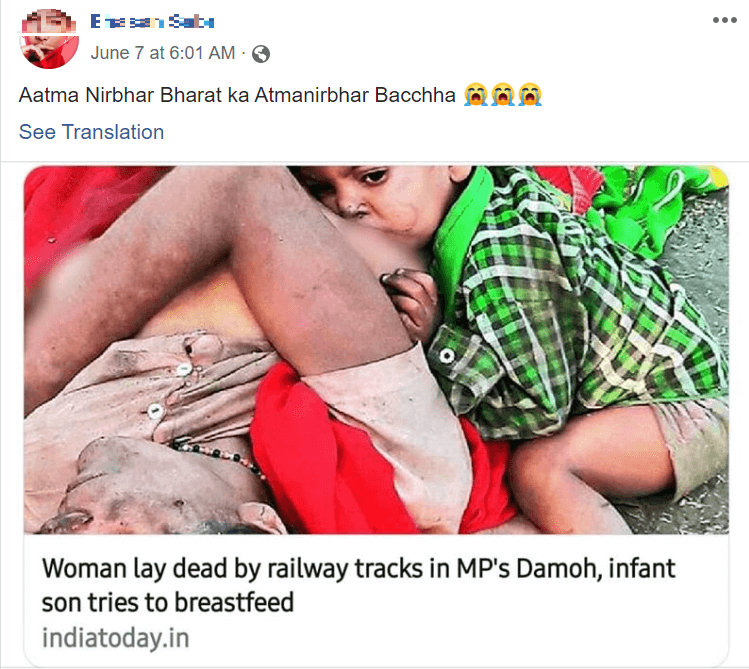 June 7 at 6:01 AM ·
Aatma Nirbhar Bharat ka Atmanirbhar Bacchha 😭😭😭
See Translation
Woman lay dead by railway tracks in MP's Damoh, infant
son tries to breastfeed
indiatoday.in